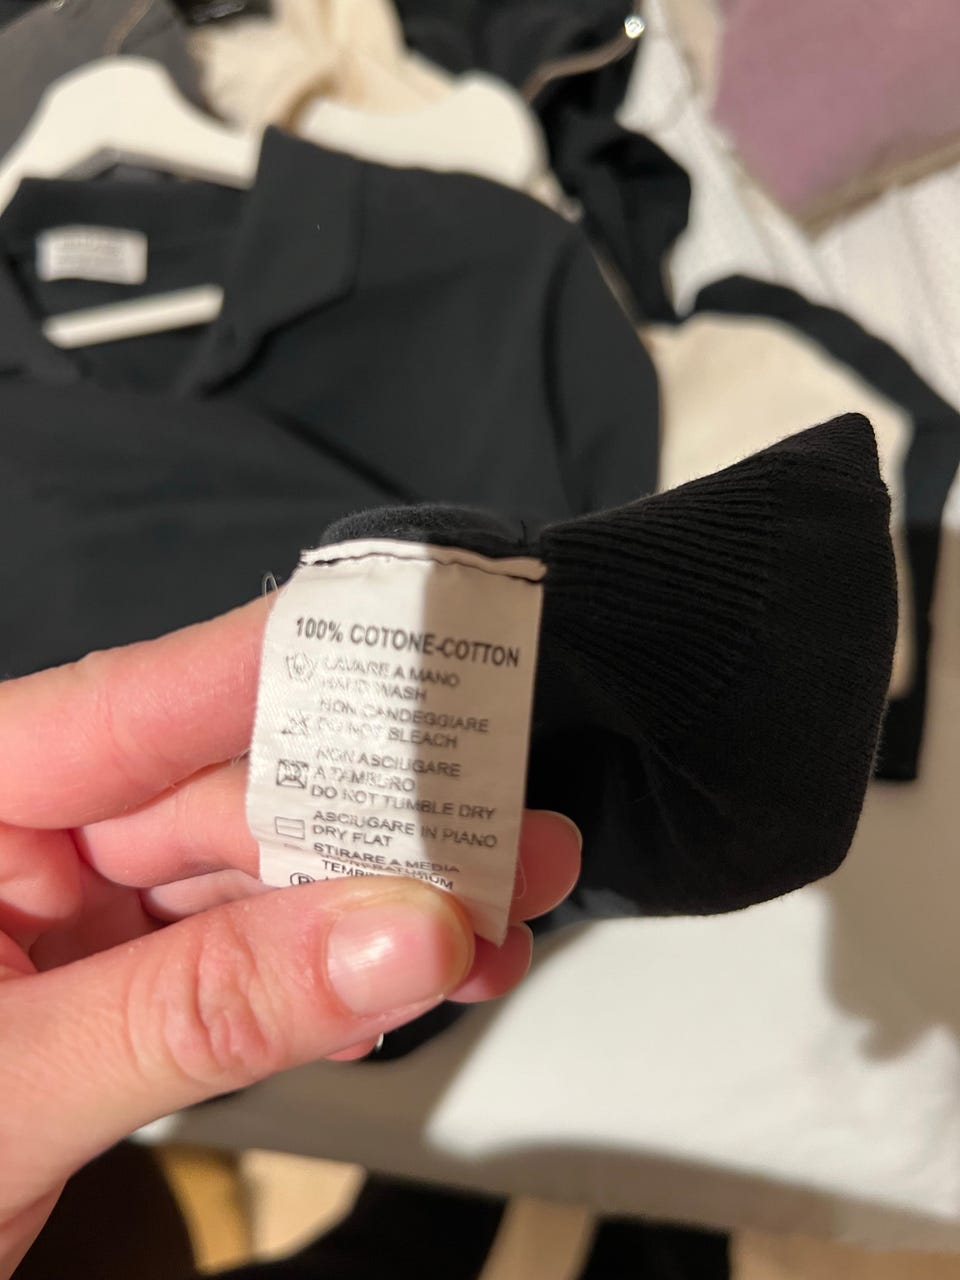 100% COTONE-COTTON
LAVARE A MANO
HAND WASH
NON CANDEGGIARE
DO NOT BLEACH
NON ASCIUGARE
A TAMBURO
DO NOT TUMBLE DRY
ASCIUGARE IN PIANO
DRY FLAT
STIRARE A MEDIA
P